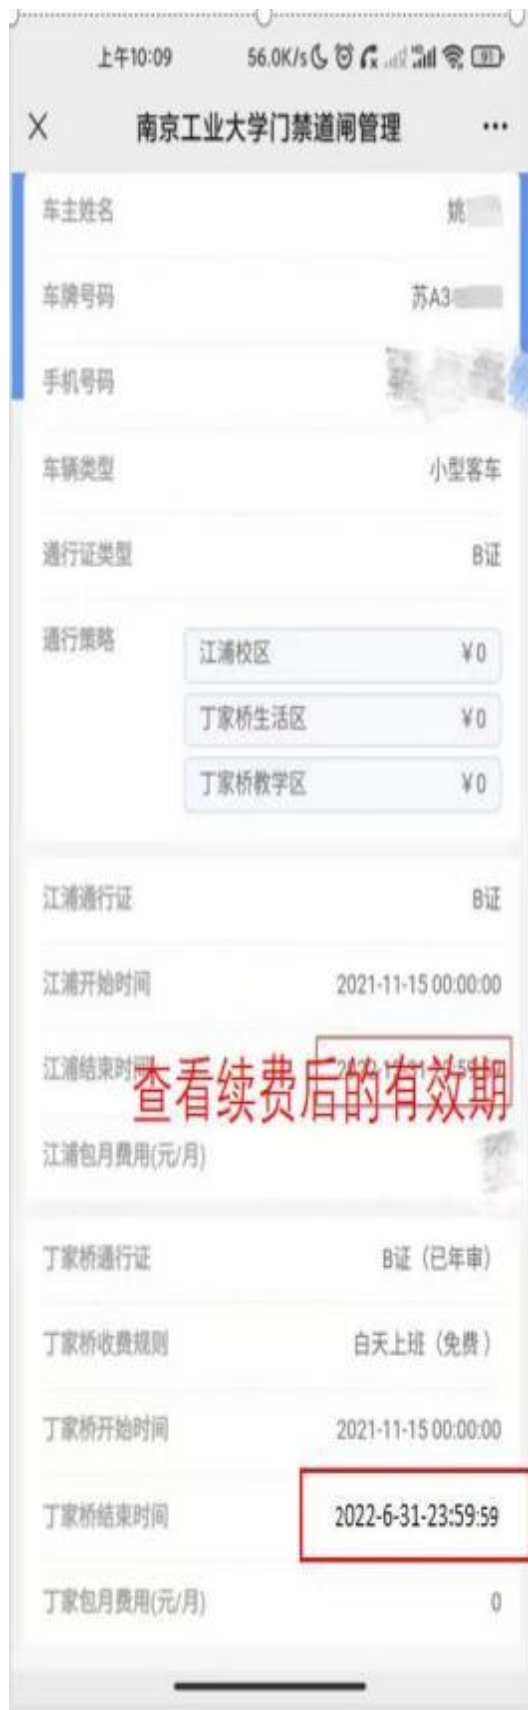 上午10:09 56.0K/s 91
南京工业大学门禁道闸管理
车主姓名 姚
车牌号码 苏A3
手机号码
车辆类型 小型客车
通行证类型 B证
通行策略 江浦校区 ¥0
丁家桥生活区 ¥0
丁家桥教学区 ¥0
江浦通行证 B证
江浦开始时间 2021-11-15 00:00:00
江浦结束时间
查看续费后的有效期
江浦包月费用(元/月)
丁家桥通行证 B证（已年审）
丁家桥收费规则 白天上班（免费）
丁家桥开始时间 2021-11-15 00:00:00
丁家桥结束时间 2022-6-31-23:59:59
丁家包月费用(元/月) 0